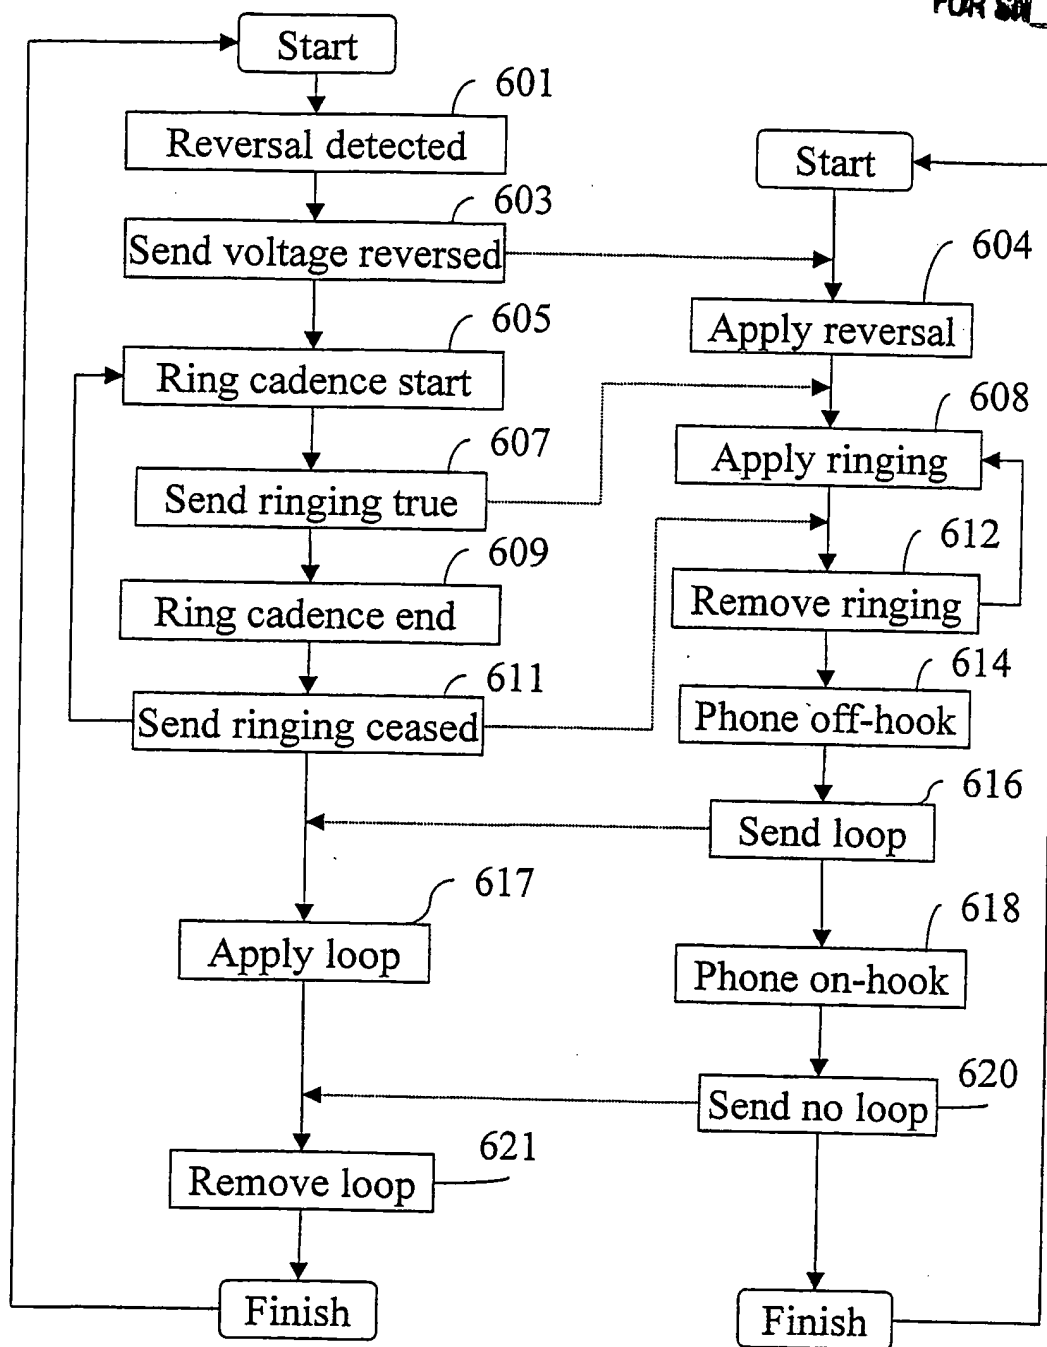 FOR SN
Start
601
Reversal detected
Start
603
Send voltage reversed
604
Apply reversal
605
Ring cadence start
608
Apply ringing
607
Send ringing true
612
Remove ringing
609
Ring cadence end
614
Phone off-hook
611
Send ringing ceased
616
Send loop
617
Apply loop
618
Phone on-hook
620
Send no loop
621
Remove loop
Finish
Finish